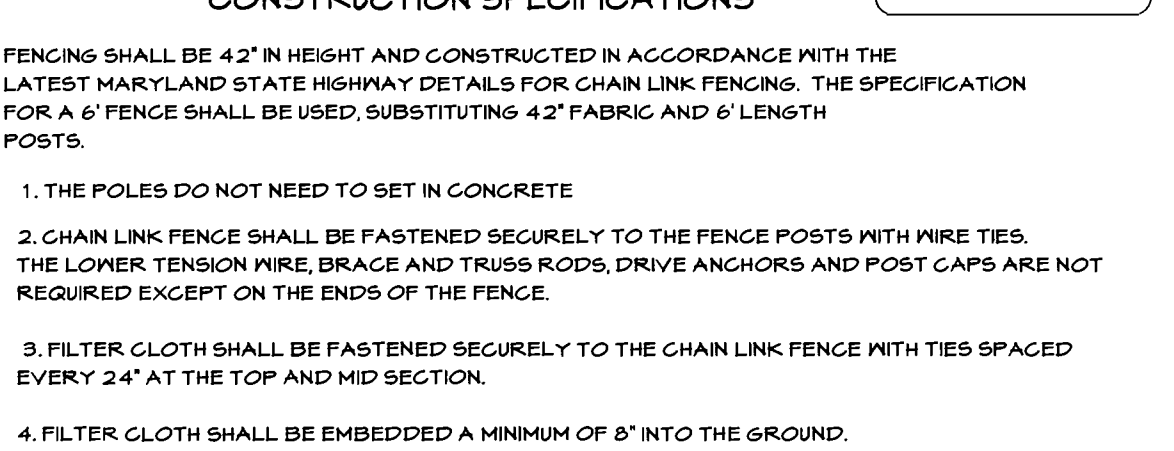 CONSTRUCTION SPECIFICATIONS
FENCING SHALL BE 42" IN HEIGHT AND CONSTRUCTED IN ACCORDANCE WITH THE
LATEST MARYLAND STATE HIGHWAY DETAILS FOR CHAIN LINK FENCING. THE SPECIFICATION
FOR A 6' FENCE SHALL BE USED, SUBSTITUTING 42" FABRIC AND 6' LENGTH
POSTS.
1. THE POLES DO NOT NEED TO SET IN CONCRETE
2. CHAIN LINK FENCE SHALL BE FASTENED SECURELY TO THE FENCE POSTS WITH WIRE TIES.
THE LOWER TENSION WIRE, BRACE AND TRUSS RODS, DRIVE ANCHORS AND POST CAPS ARE NOT
REQUIRED EXCEPT ON THE ENDS OF THE FENCE.
3. FILTER CLOTH SHALL BE FASTENED SECURELY TO THE CHAIN LINK FENCE WITH TIES SPACED
EVERY 24" AT THE TOP AND MID SECTION.
4. FILTER CLOTH SHALL BE EMBEDDED A MINIMUM OF 8" INTO THE GROUND.